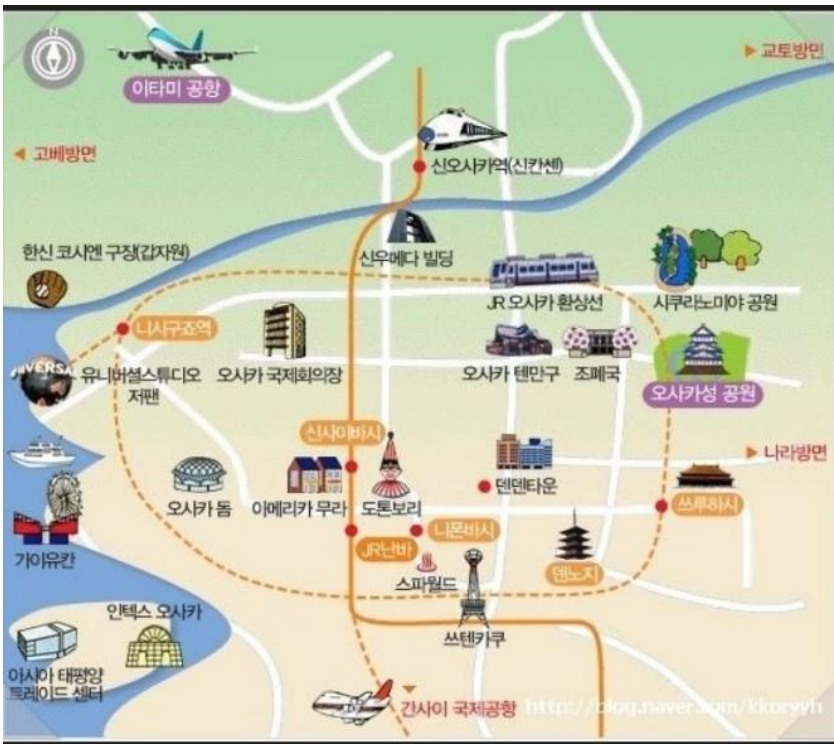 N
이타미 공항
교토방면
고베방면
신오사카역(신칸센)
한신 코시엔 구장(갑자원)
신우메다 빌딩
JR 오사카 환상선
사쿠라노미야 공원
니시구죠역
유니버셜스튜디오
저팬
오사카 국제회의장
오사카 텐만구
조폐국
오사카성 공원
신사이바시
나라방면
오사카 돔
아메리카 무라
도톤보리
덴덴타운
쓰루하시
가이유칸
JR난바
니폰바시
스파월드
덴노지
인텍스 오사카
쓰텐카쿠
아시아 태평양
트레이드 센터
간사이 국제공항
http://blog.naver.com/kkoryyh